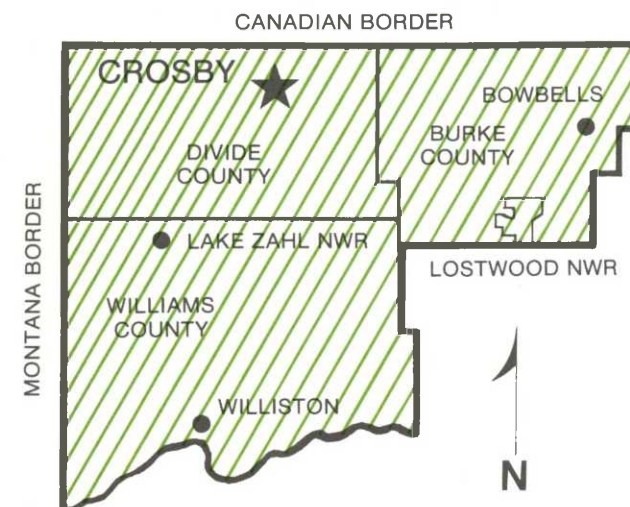 CANADIAN BORDER
CROSBY
BOWBELLS
BURKE
COUNTY
DIVIDE
COUNTY
MONTANA BORDER
LAKE ZAHL NWR
LOSTWOOD NWR
WILLIAMS
COUNTY
WILLISTON
N